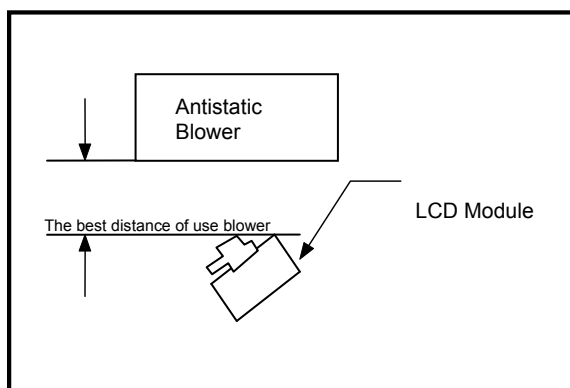 Antistatic
Blower
The best distance of use blower
LCD Module